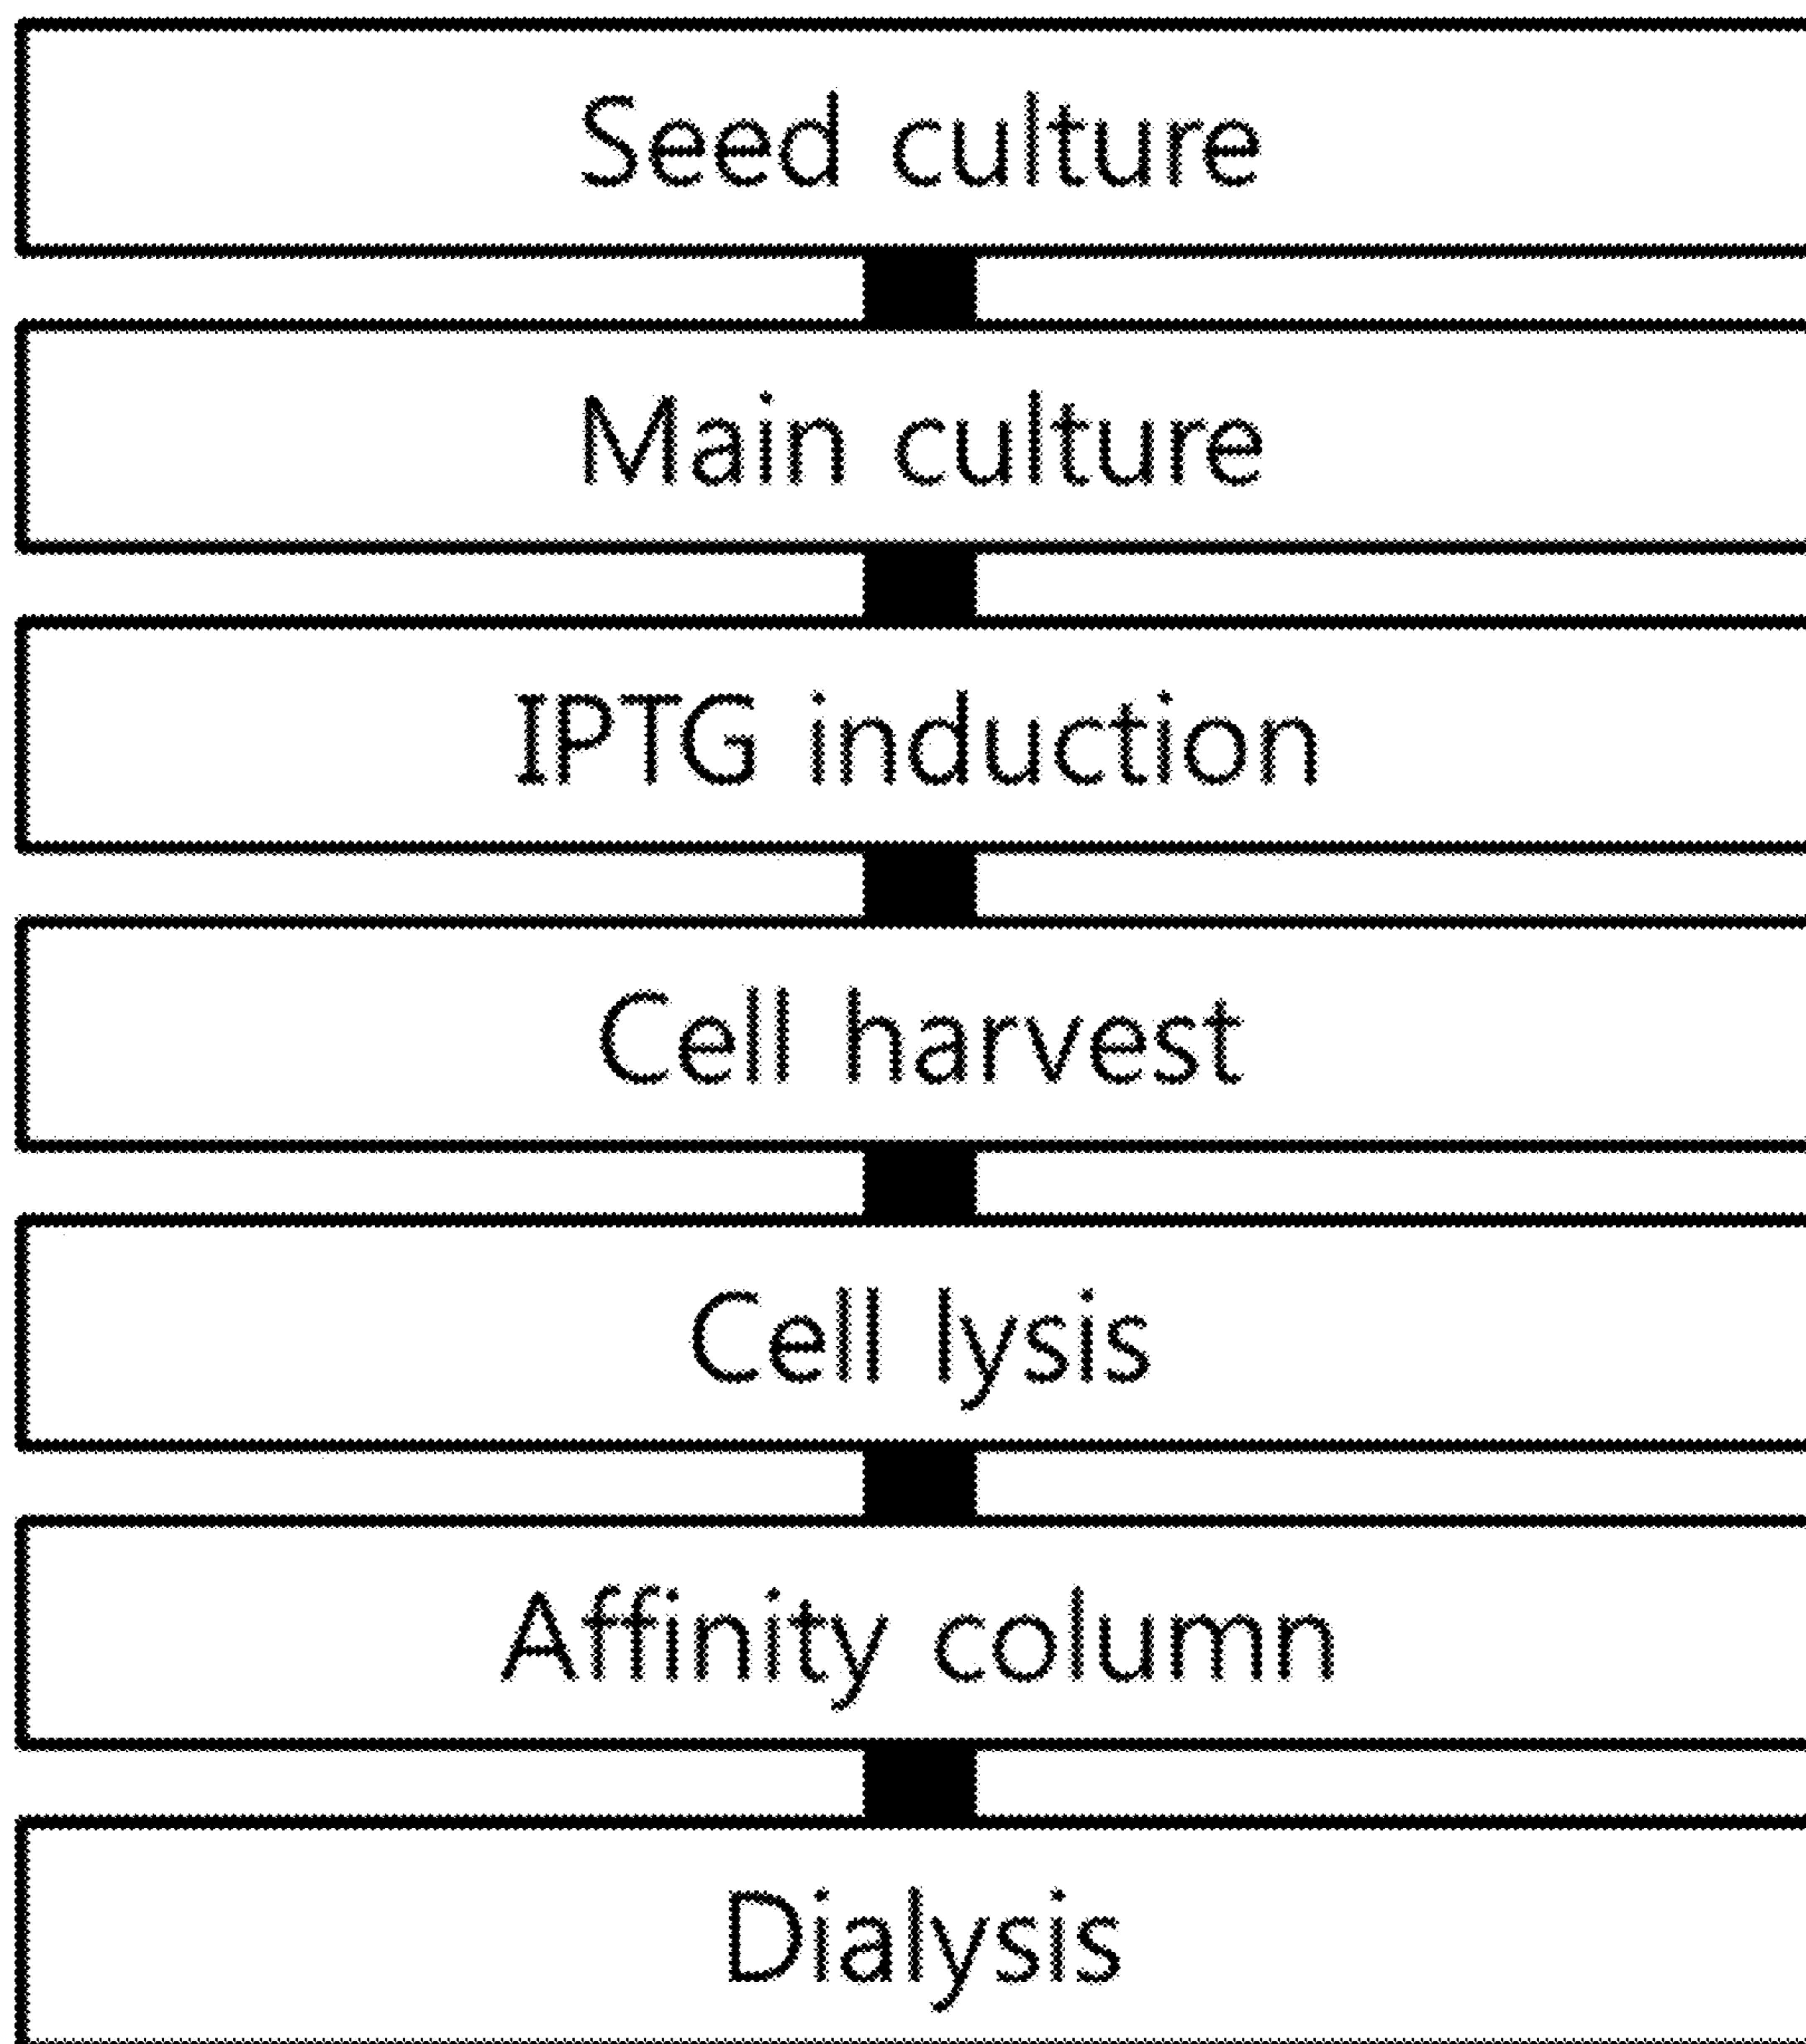 Seed culture
Main culture
IPTG induction
Cell harvest
Cell lysis
Affinity column
Dialysis